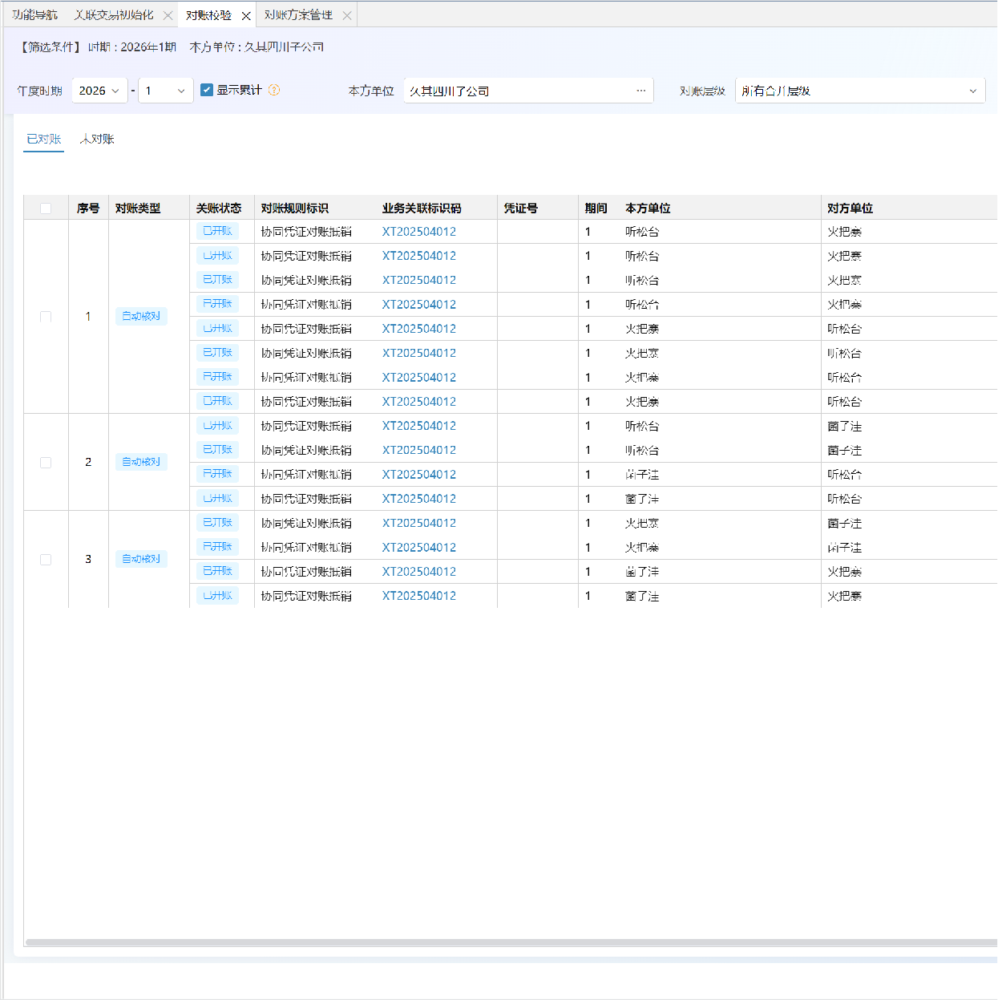 功能导航 关联交易初始化 对账校验 对账方案管理
【筛选条件】 时期 : 2026年1期 本方单位 : 久其四川子公司
年度时期 2026 - 1 显示累计 本方单位 久其四川子公司 ··· 对账层级 所有合并层级
已对账 未对账
序号 对账类型 关账状态 对账规则标识 业务关联标识码 凭证号 期间 本方单位 对方单位
已开账 协同凭证对账抵销 XT202504012 1 听松台 火把寨
已开账 协同凭证对账抵销 XT202504012 1 听松台 火把寨
已开账 协同凭证对账抵销 XT202504012 1 听松台 火把寨
1 自动核对 已开账 协同凭证对账抵销 XT202504012 1 听松台 火把寨
已开账 协同凭证对账抵销 XT202504012 1 火把寨 听松台
已开账 协同凭证对账抵销 XT202504012 1 火把寨 听松台
已开账 协同凭证对账抵销 XT202504012 1 火把寨 听松台
已开账 协同凭证对账抵销 XT202504012 1 火把寨 听松台
已开账 协同凭证对账抵销 XT202504012 1 听松台 菌子洼
2 自动核对 已开账 协同凭证对账抵销 XT202504012 1 听松台 菌子洼
已开账 协同凭证对账抵销 XT202504012 1 菌子洼 听松台
已开账 协同凭证对账抵销 XT202504012 1 菌子洼 听松台
已开账 协同凭证对账抵销 XT202504012 1 火把寨 菌子洼
3 自动核对 已开账 协同凭证对账抵销 XT202504012 1 火把寨 菌子洼
已开账 协同凭证对账抵销 XT202504012 1 菌子洼 火把寨
已开账 协同凭证对账抵销 XT202504012 1 菌子洼 火把寨